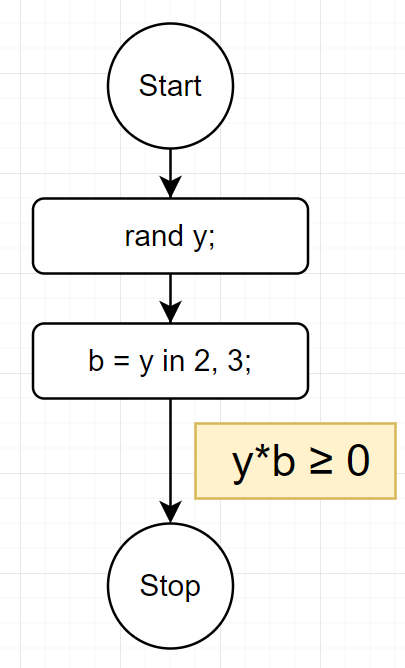 Start
rand y;
b = y in 2, 3;
y*b ≥ 0
Stop